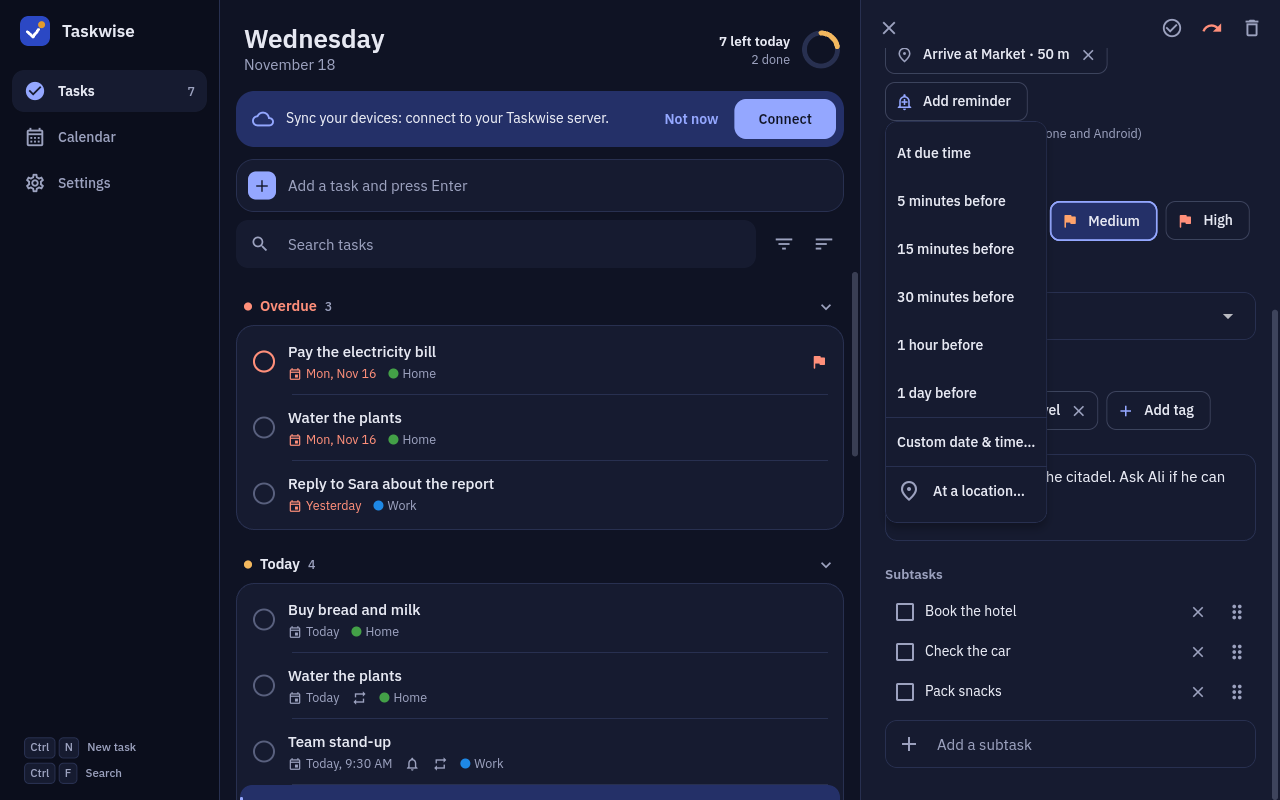 Taskwise
Tasks 7
Calendar
Settings
Ctrl N New task
Ctrl F Search
Wednesday
November 18
7 left today
2 done
Sync your devices: connect to your Taskwise server.
Not now
Connect
Add a task and press Enter
Search tasks
Overdue 3
Pay the electricity bill
Mon, Nov 16 Home
Water the plants
Mon, Nov 16 Home
Reply to Sara about the report
Yesterday Work
Today 4
Buy bread and milk
Today Home
Water the plants
Today Home
Team stand-up
Today, 9:30 AM Work
Arrive at Market · 50 m
Add reminder
one and Android)
At due time
5 minutes before
15 minutes before
30 minutes before
1 hour before
1 day before
Custom date & time...
At a location...
Medium
High
Add tag
citadel. Ask Ali if he can
Subtasks
Book the hotel
Check the car
Pack snacks
Add a subtask